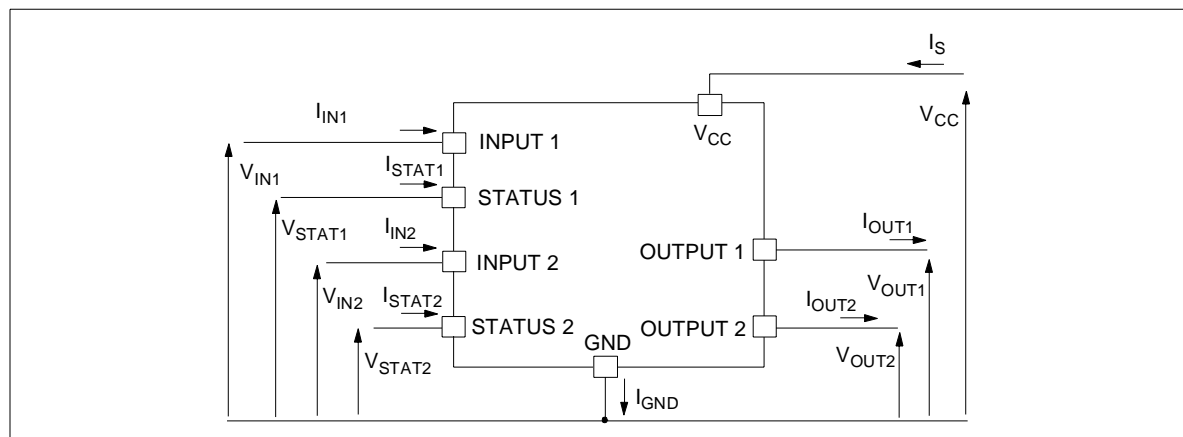 I_S
V_CC
V_CC
I_IN1
INPUT 1
V_IN1
I_STAT1
STATUS 1
V_STAT1
I_IN2
INPUT 2
OUTPUT 1
I_OUT1
V_IN2
V_OUT1
I_STAT2
STATUS 2
OUTPUT 2
I_OUT2
GND
V_STAT2
V_OUT2
I_GND